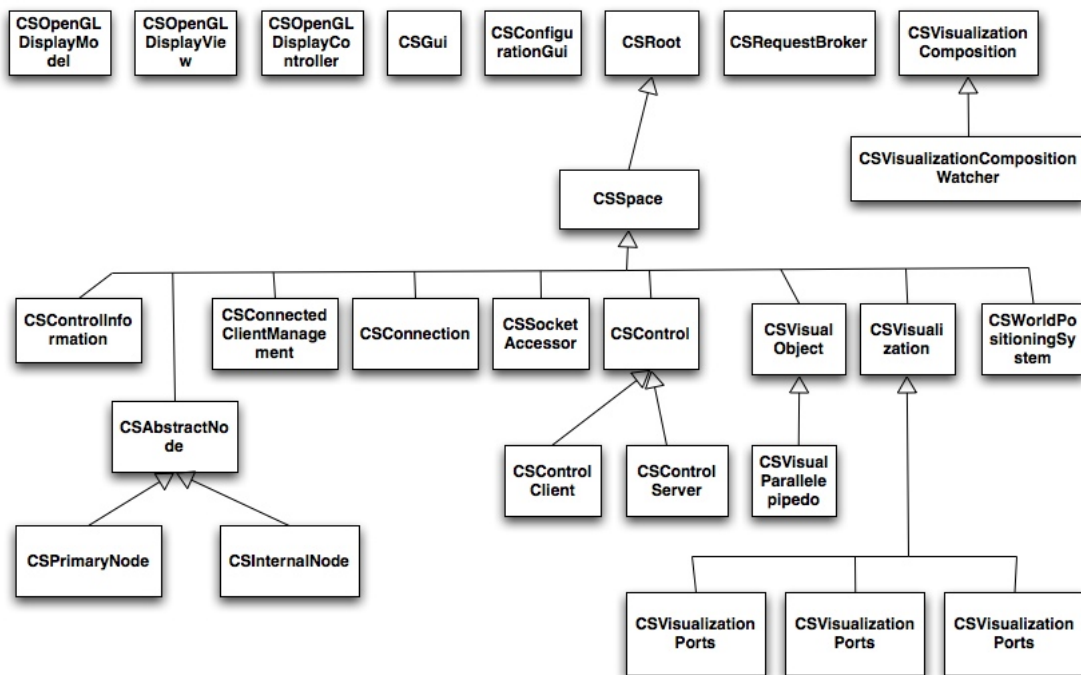 CSOpenGL
DisplayMod
el
CSOpenGL
DisplayVie
w
CSOpenGL
DisplayCo
ntroller
CSGui
CSConfigu
rationGui
CSRoot
CSRequestBroker
CSVisualization
Composition
CSVisualizationComposition
Watcher
CSSpace
CSControlInfo
rmation
CSConnected
ClientManage
ment
CSConnection
CSSocket
Accessor
CSControl
CSVisual
Object
CSVisuali
zation
CSWorldPo
sitioningSy
stem
CSAbstractNo
de
CSControl
Client
CSControl
Server
CSVisual
Parallele
pipedo
CSPrimaryNode
CSInternalNode
CSVisualization
Ports
CSVisualization
Ports
CSVisualization
Ports